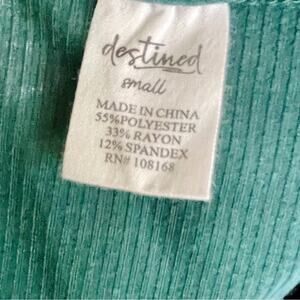 destined
small
MADE IN CHINA
55%POLYESTER
33% RAYON
12% SPANDEX
RN# 108168